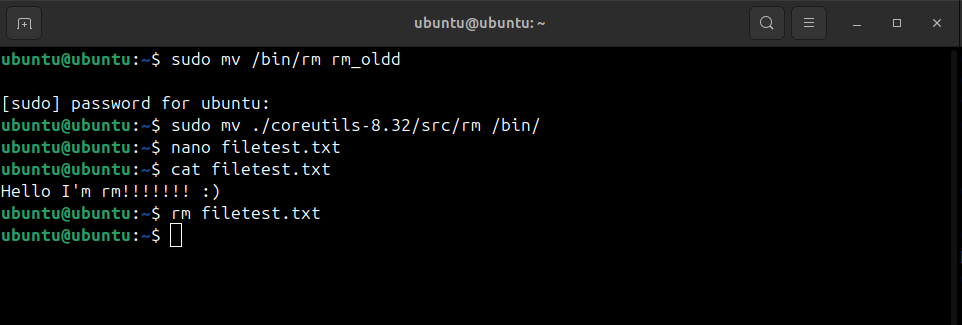 ubuntu@ubuntu: ~
ubuntu@ubuntu:~$ sudo mv /bin/rm rm_oldd
[sudo] password for ubuntu:
ubuntu@ubuntu:~$ sudo mv ./coreutils-8.32/src/rm /bin/
ubuntu@ubuntu:~$ nano filetest.txt
ubuntu@ubuntu:~$ cat filetest.txt
Hello I'm rm!!!!!!! :)
ubuntu@ubuntu:~$ rm filetest.txt
ubuntu@ubuntu:~$